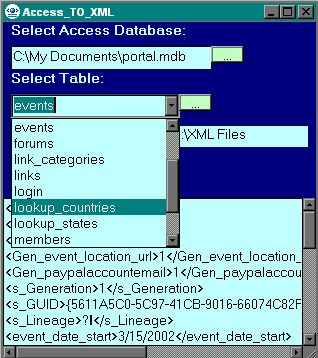 Access_TO_XML
Select Access Database:
C:\My Documents\portal.mdb
...
Select Table:
events
...
events
forums
link_categories
links
login
lookup_countries
lookup_states
members
:\XML Files
<Gen_event_location_url>1</Gen_event_location_
<Gen_paypalaccountemail>1</Gen_paypalaccou
<s_Generation>1</s_Generation>
<s_GUID>{5611A5C0-5C97-41CB-9016-66074C82F
<s_Lineage>?</s_Lineage>
<event_date_start>3/15/2002</event_date_start>